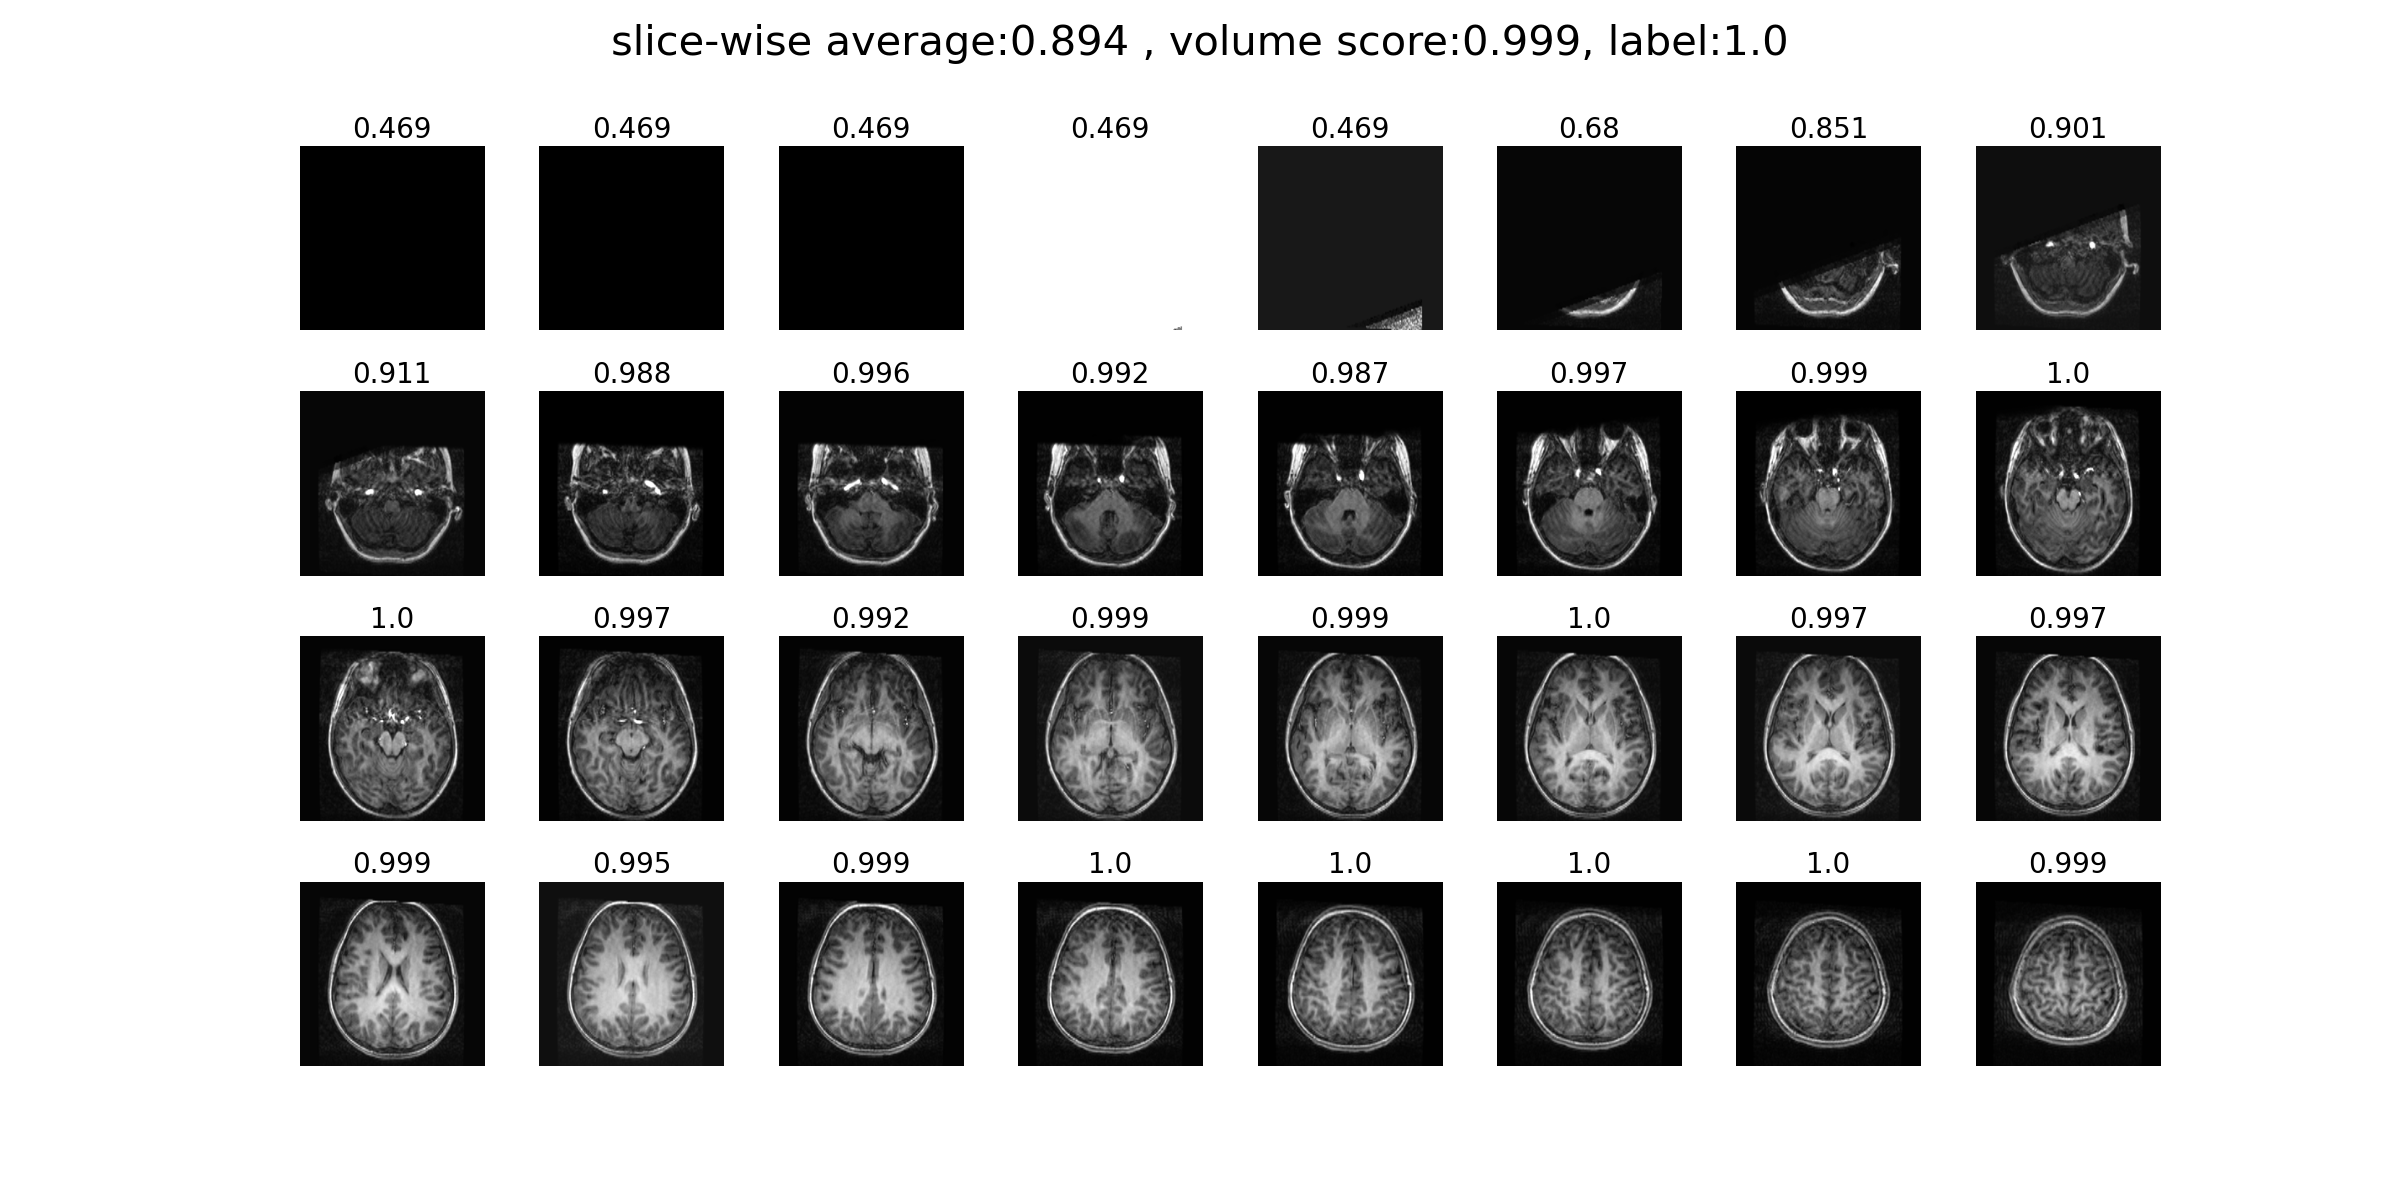 slice-wise average:0.894 , volume score:0.999, label:1.0
0.469 0.469 0.469 0.469 0.469 0.68 0.851 0.901
0.911 0.988 0.996 0.992 0.987 0.997 0.999 1.0
1.0 0.997 0.992 0.999 0.999 1.0 0.997 0.997
0.999 0.995 0.999 1.0 1.0 1.0 1.0 0.999